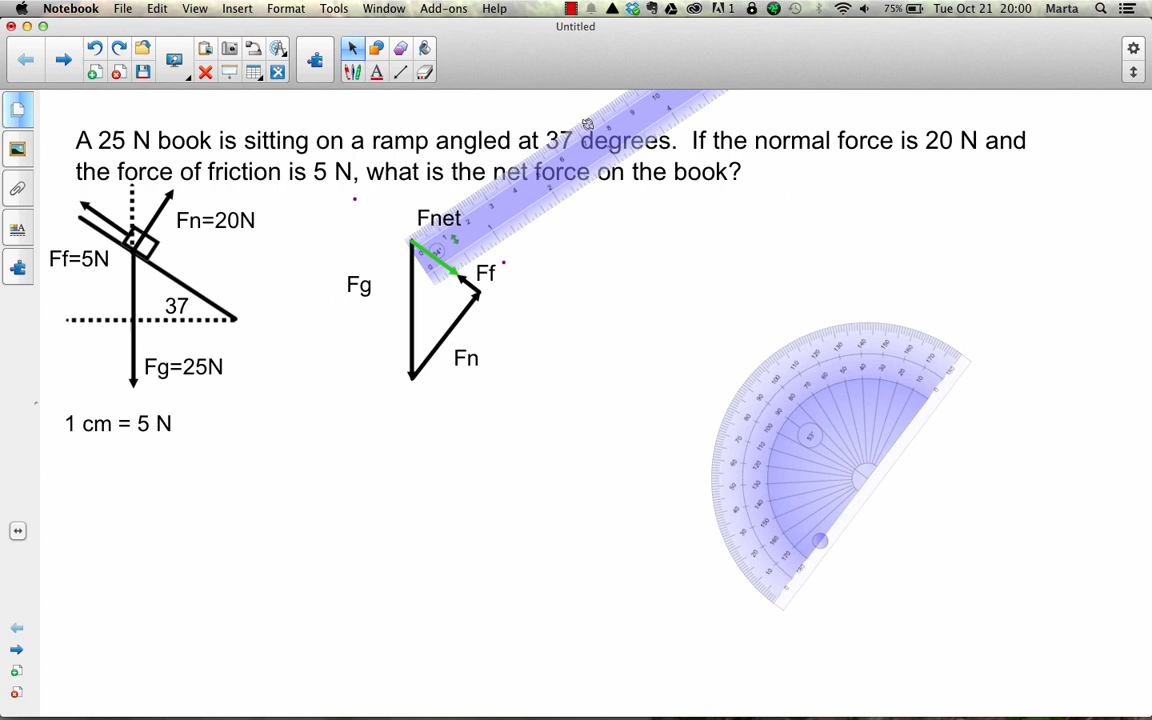 Notebook File Edit View Insert Format Tools Window Add-ons Help 1 75% Tue Oct 21 20:00 Marta
Untitled
A 25 N book is sitting on a ramp angled at 37 degrees. If the normal force is 20 N and
the force of friction is 5 N, what is the net force on the book?
Fn=20N
Ff=5N
37
Fg=25N
1 cm = 5 N
Fnet
Fg
Ff
Fn
53°